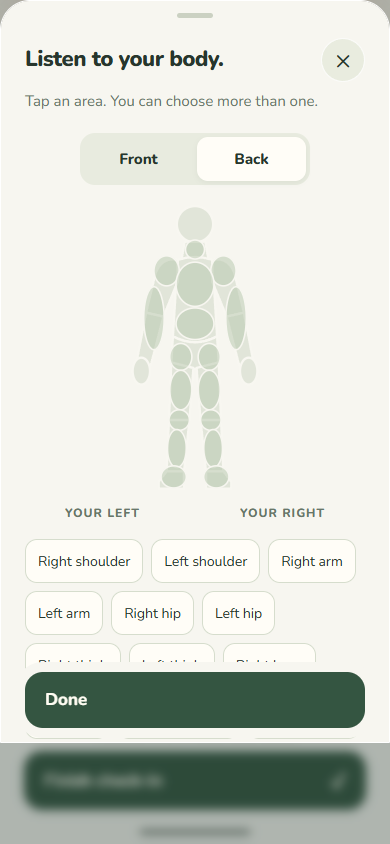 Listen to your body.
Tap an area. You can choose more than one.
Front Back
YOUR LEFT YOUR RIGHT
Right shoulder Left shoulder Right arm
Left arm Right hip Left hip
Done